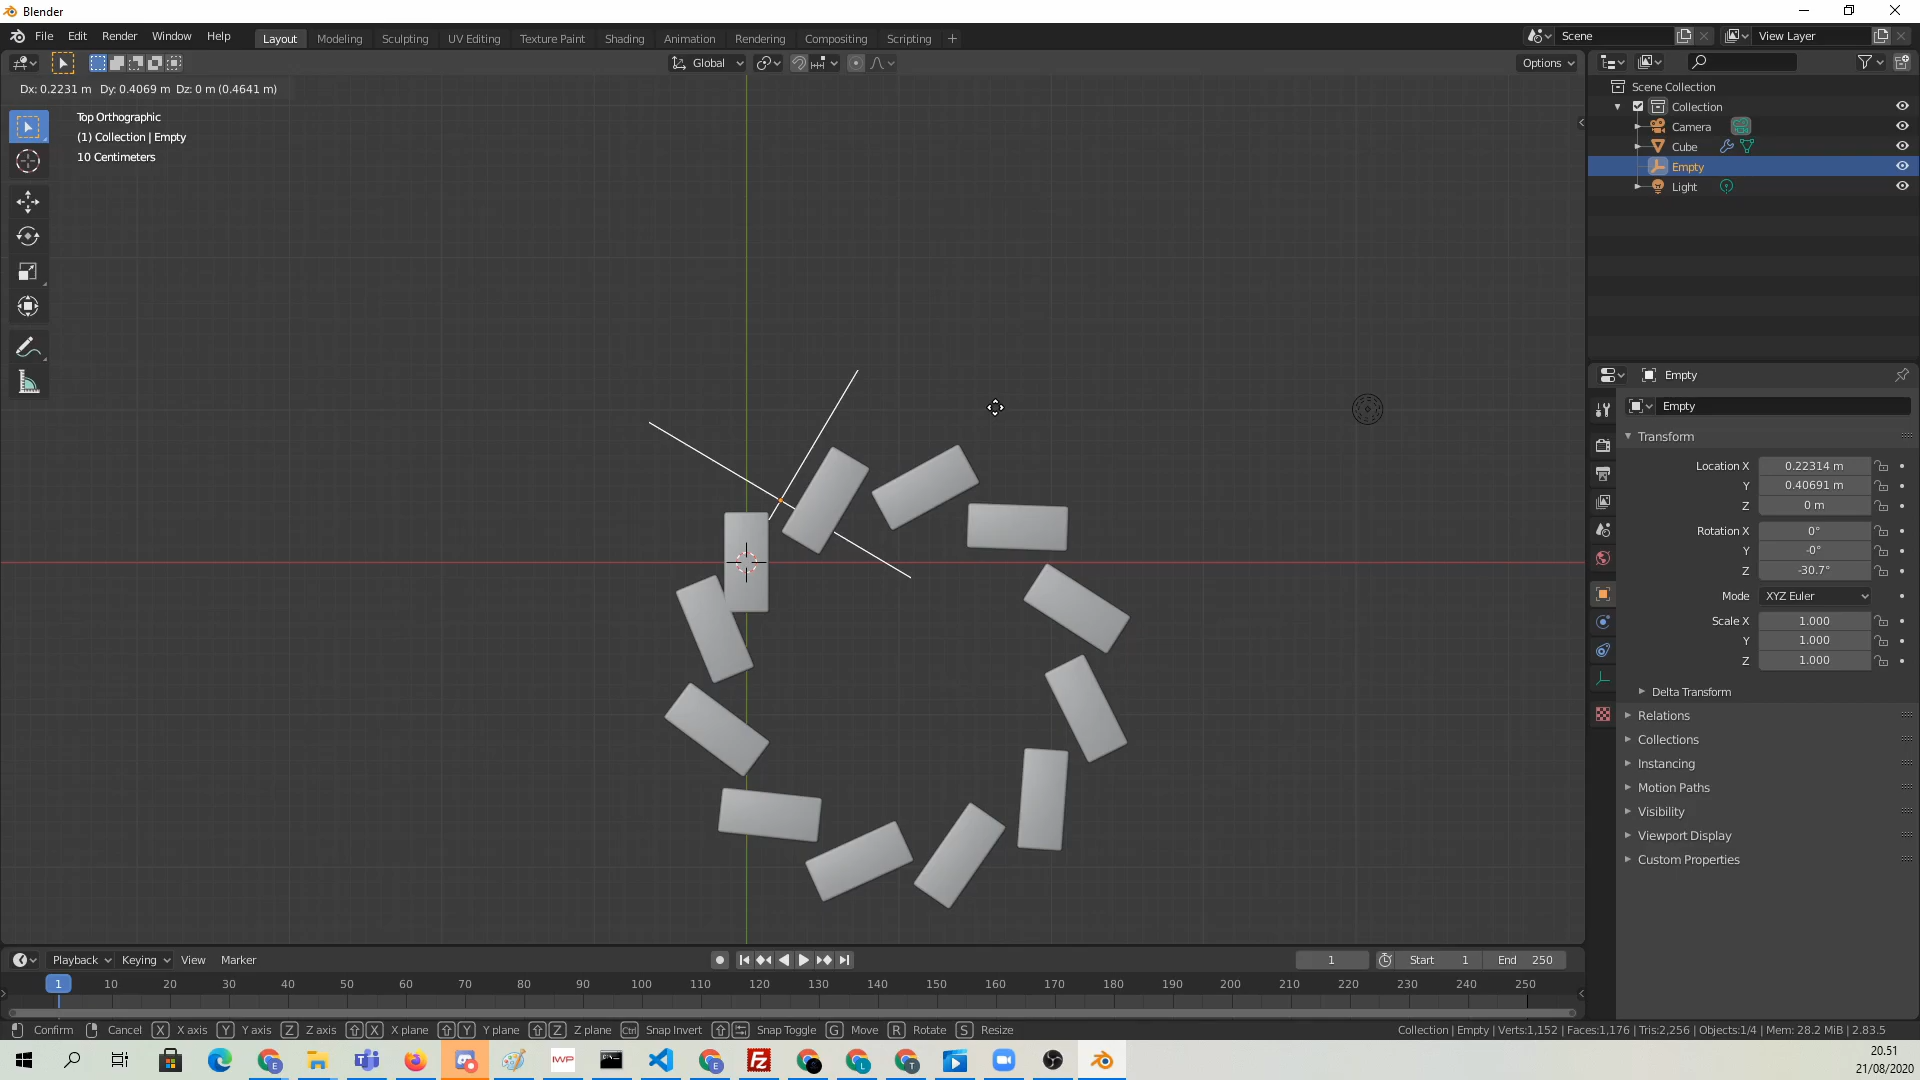 Blender
File Edit Render Window Help
Layout Modeling Sculpting UV Editing Texture Paint Shading Animation Rendering Compositing Scripting +
Scene View Layer
Global Options
Dx: 0.2231 m Dy: 0.4069 m Dz: 0 m (0.4641 m)
Top Orthographic
(1) Collection | Empty
10 Centimeters
Scene Collection
Collection
Camera
Cube
Empty
Light
Empty
Empty
Transform
Location X 0.22314 m
Y 0.40691 m
Z 0 m
Rotation X 0°
Y -0°
Z -30.7°
Mode XYZ Euler
Scale X 1.000
Y 1.000
Z 1.000
Delta Transform
Relations
Collections
Instancing
Motion Paths
Visibility
Viewport Display
Custom Properties
Playback Keying View Marker 1 Start 1 End 250
1 10 20 30 40 50 60 70 80 90 100 110 120 130 140 150 160 170 180 190 200 210 220 230 240 250
Confirm Cancel X X axis Y Y axis Z Z axis X X plane Y Y plane Z Z plane Ctrl Snap Invert Snap Toggle G Move R Rotate S Resize Collection | Empty | Verts:1,152 | Faces:1,176 | Tris:2,256 | Objects:1/4 | Mem: 28.2 MiB | 2.83.5
E IWP E Fz L T
20.51
21/08/2020